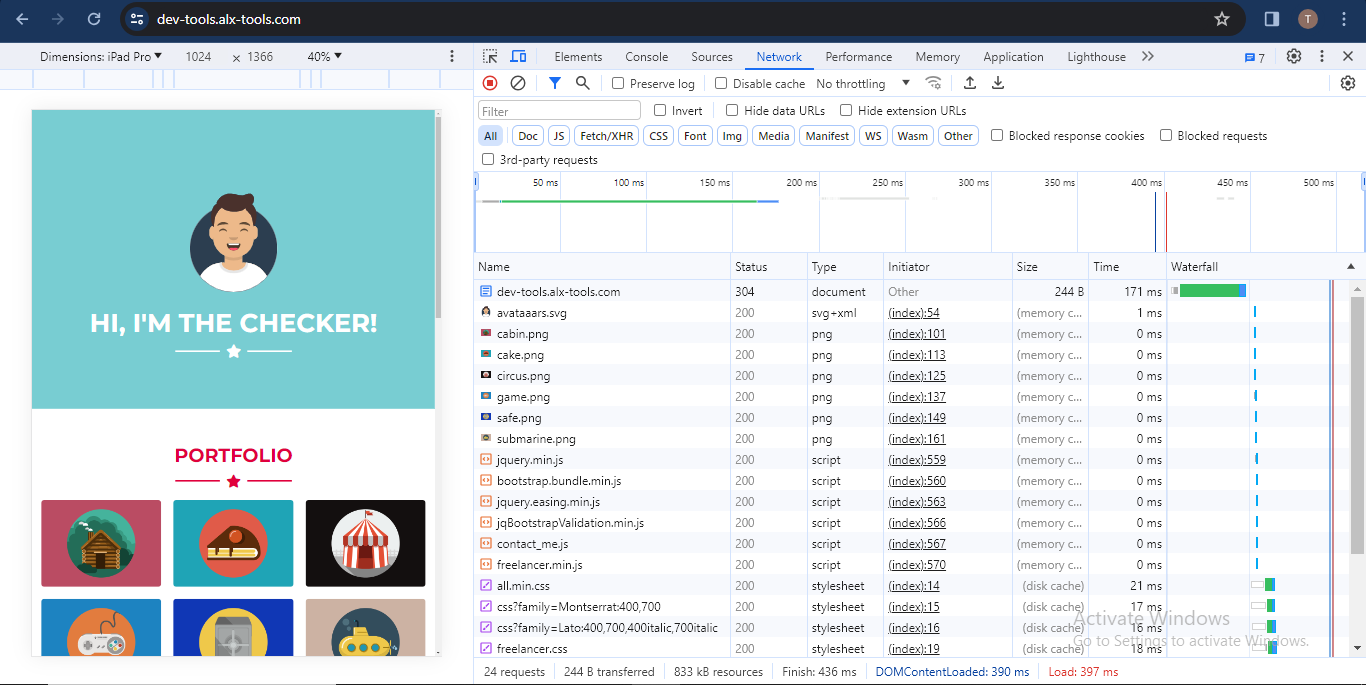 dev-tools.alx-tools.com
T
Dimensions: iPad Pro ▼ 1024 × 1366 40% ▼
Elements Console Sources Network Performance Memory Application Lighthouse 7
Preserve log Disable cache No throttling ▼
Filter Invert Hide data URLs Hide extension URLs
All Doc JS Fetch/XHR CSS Font Img Media Manifest WS Wasm Other Blocked response cookies Blocked requests
3rd-party requests
50 ms 100 ms 150 ms 200 ms 250 ms 300 ms 350 ms 400 ms 450 ms 500 ms
Name Status Type Initiator Size Time Waterfall
dev-tools.alx-tools.com 304 document Other 244 B 171 ms
avataaars.svg 200 svg+xml (index):54 (memory c... 1 ms
cabin.png 200 png (index):101 (memory c... 0 ms
cake.png 200 png (index):113 (memory c... 0 ms
circus.png 200 png (index):125 (memory c... 0 ms
game.png 200 png (index):137 (memory c... 0 ms
safe.png 200 png (index):149 (memory c... 0 ms
submarine.png 200 png (index):161 (memory c... 0 ms
jquery.min.js 200 script (index):559 (memory c... 0 ms
bootstrap.bundle.min.js 200 script (index):560 (memory c... 0 ms
jquery.easing.min.js 200 script (index):563 (memory c... 0 ms
jqBootstrapValidation.min.js 200 script (index):566 (memory c... 0 ms
contact_me.js 200 script (index):567 (memory c... 0 ms
freelancer.min.js 200 script (index):570 (memory c... 0 ms
all.min.css 200 stylesheet (index):14 (disk cache) 21 ms
css?family=Montserrat:400,700 200 stylesheet (index):15 (disk cache) 17 ms
css?family=Lato:400,700,400italic,700italic 200 stylesheet (index):16 (disk cache) 16 ms
freelancer.css 200 stylesheet (index):19 (disk cache) 18 ms
24 requests 244 B transferred 833 kB resources Finish: 436 ms DOMContentLoaded: 390 ms Load: 397 ms
HI, I'M THE CHECKER!
PORTFOLIO
Activate Windows
Go to Settings to activate Windows.